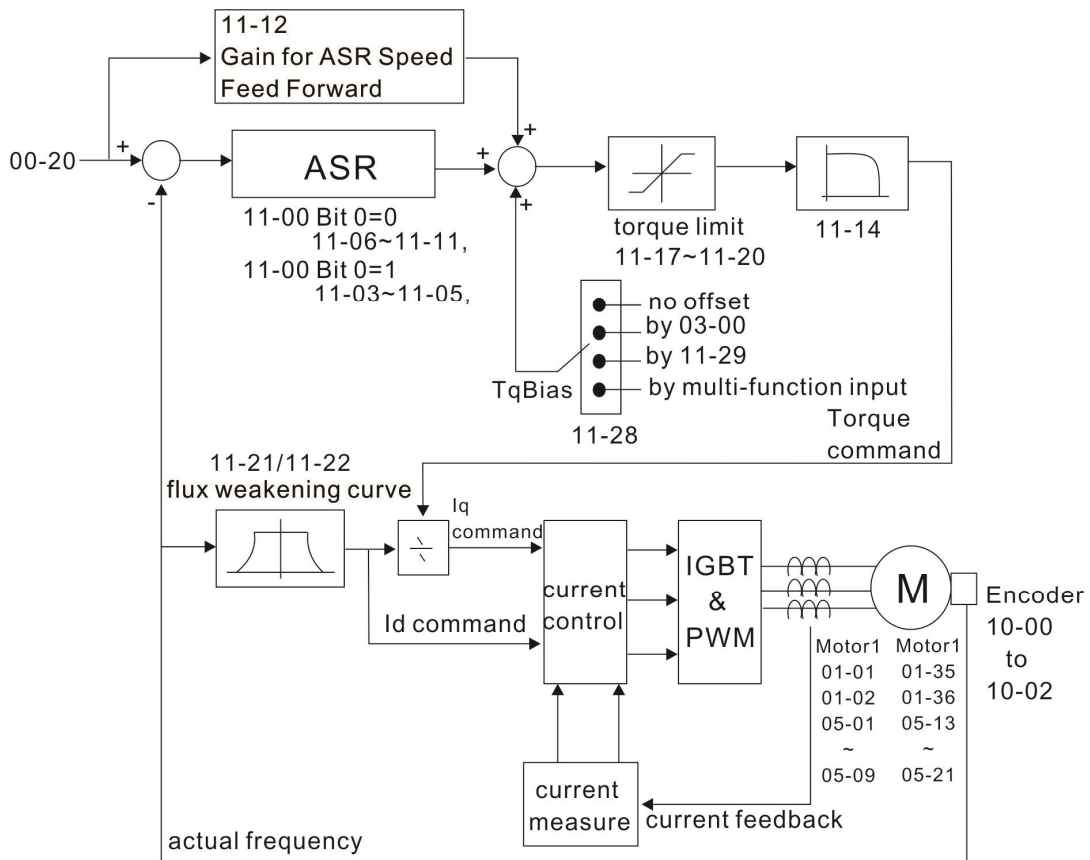 11-12
Gain for ASR Speed
Feed Forward
+
+
00-20
+
ASR
+
-
+
11-00 Bit 0=0
11-06~11-11,
11-00 Bit 0=1
11-03~11-05,
torque limit
11-17~11-20
11-14
no offset
by 03-00
by 11-29
by multi-function input
TqBias
11-28
Torque
command
11-21/11-22
flux weakening curve
Iq
command
Id command
current
control
IGBT
&
PWM
M
Encoder
10-00
to
10-02
Motor1
01-01
01-02
05-01
~
05-09
Motor1
01-35
01-36
05-13
~
05-21
current
measure
current feedback
actual frequency